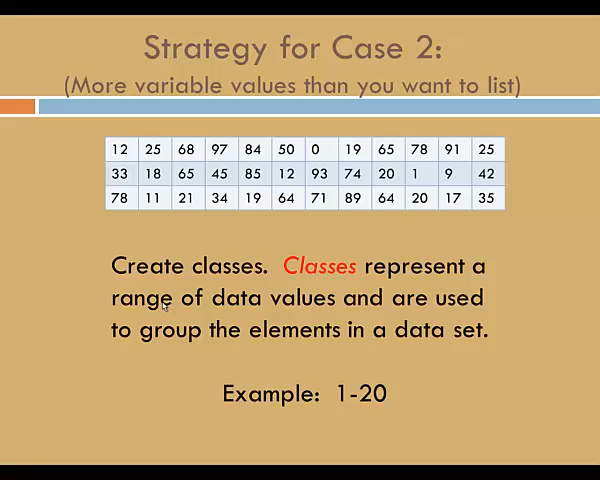 Strategy for Case 2:
(More variable values than you want to list)
12 25 68 97 84 50 0 19 65 78 91 25
33 18 65 45 85 12 93 74 20 1 9 42
78 11 21 34 19 64 71 89 64 20 17 35
Create classes. Classes represent a
range of data values and are used
to group the elements in a data set.
Example: 1-20